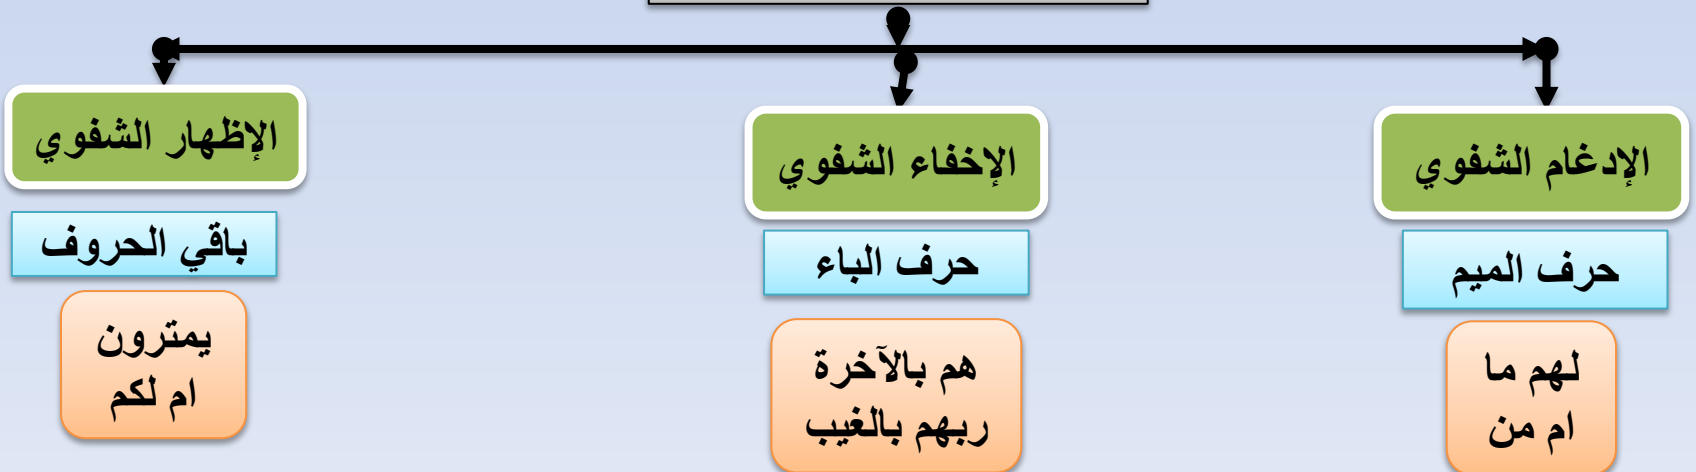 الإدغام الشفوي
حرف الميم
لهم ما
ام من
الإخفاء الشفوي
حرف الباء
هم بالآخرة
ربهم بالغيب
الإظهار الشفوي
باقي الحروف
يمترون
ام لكم